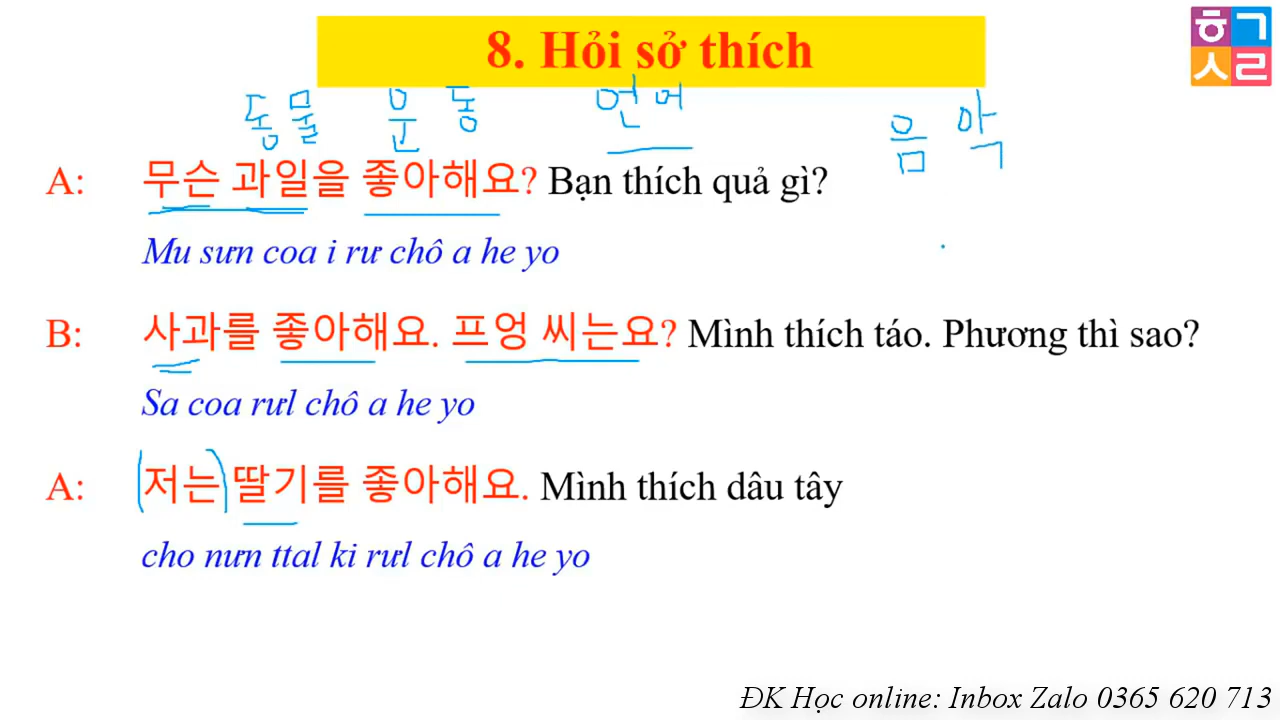 8. Hỏi sở thích
ㅎㄱ
ㅅㄹ
동물 운동 언어 음악
A: 무슨 과일을 좋아해요? Bạn thích quả gì?
Mu sưn coa i rư chô a he yo
B: 사과를 좋아해요. 프엉 씨는요? Mình thích táo. Phương thì sao?
Sa coa rưl chô a he yo
A: (저는) 딸기를 좋아해요. Mình thích dâu tây
cho nưn ttal ki rưl chô a he yo
ĐK Học online: Inbox Zalo 0365 620 713